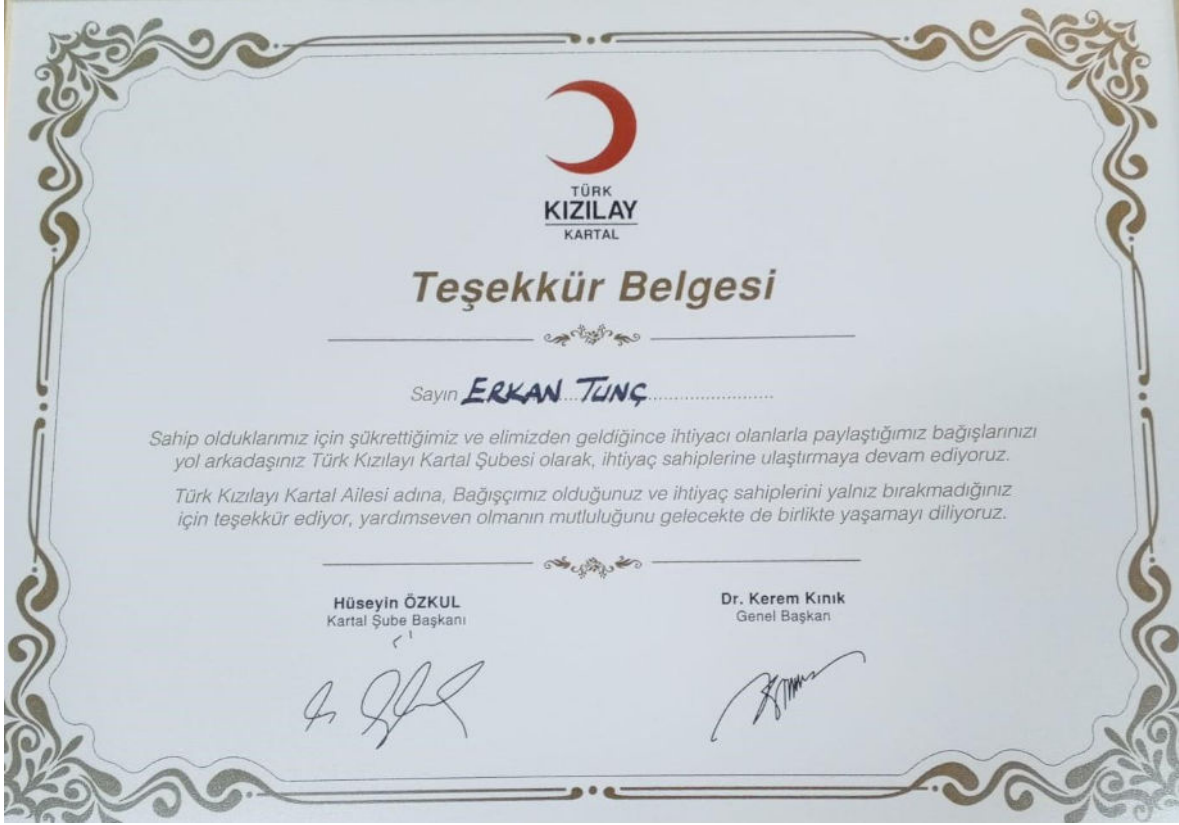 TÜRK
KIZILAY
KARTAL
Teşekkür Belgesi
Sayın ERKAN TUNÇ
Sahip olduklarımız için şükrettiğimiz ve elimizden geldiğince ihtiyacı olanlarla paylaştığımız bağışlarınızı
yol arkadaşınız Türk Kızılayı Kartal Şubesi olarak, ihtiyaç sahiplerine ulaştırmaya devam ediyoruz.
Türk Kızılayı Kartal Ailesi adına, Bağışçımız olduğunuz ve ihtiyaç sahiplerini yalnız bırakmadığınız
için teşekkür ediyor, yardımseven olmanın mutluluğunu gelecekte de birlikte yaşamayı diliyoruz.
Hüseyin ÖZKUL
Kartal Şube Başkanı
Dr. Kerem Kınık
Genel Başkan